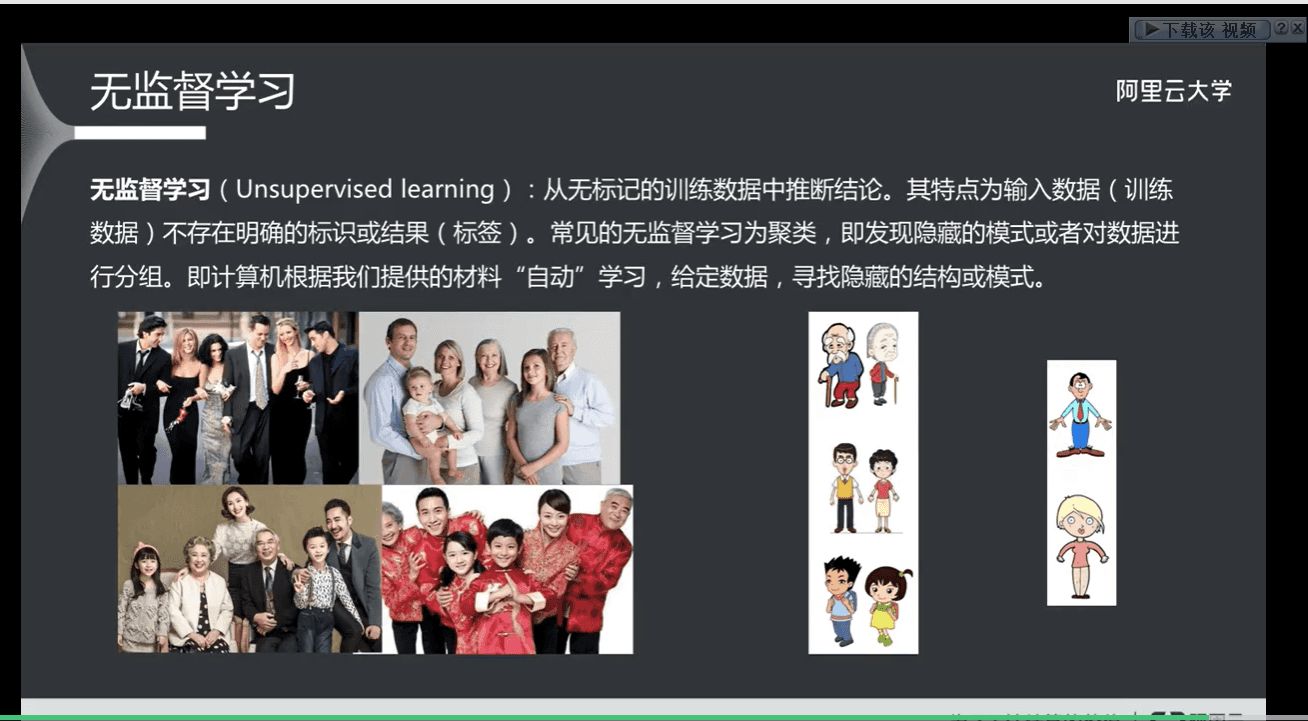 下载该 视频
无监督学习
阿里云大学
无监督学习（Unsupervised learning）：从无标记的训练数据中推断结论。其特点为输入数据（训练
数据）不存在明确的标识或结果（标签）。常见的无监督学习为聚类，即发现隐藏的模式或者对数据进
行分组。即计算机根据我们提供的材料“自动”学习，给定数据，寻找隐藏的结构或模式。